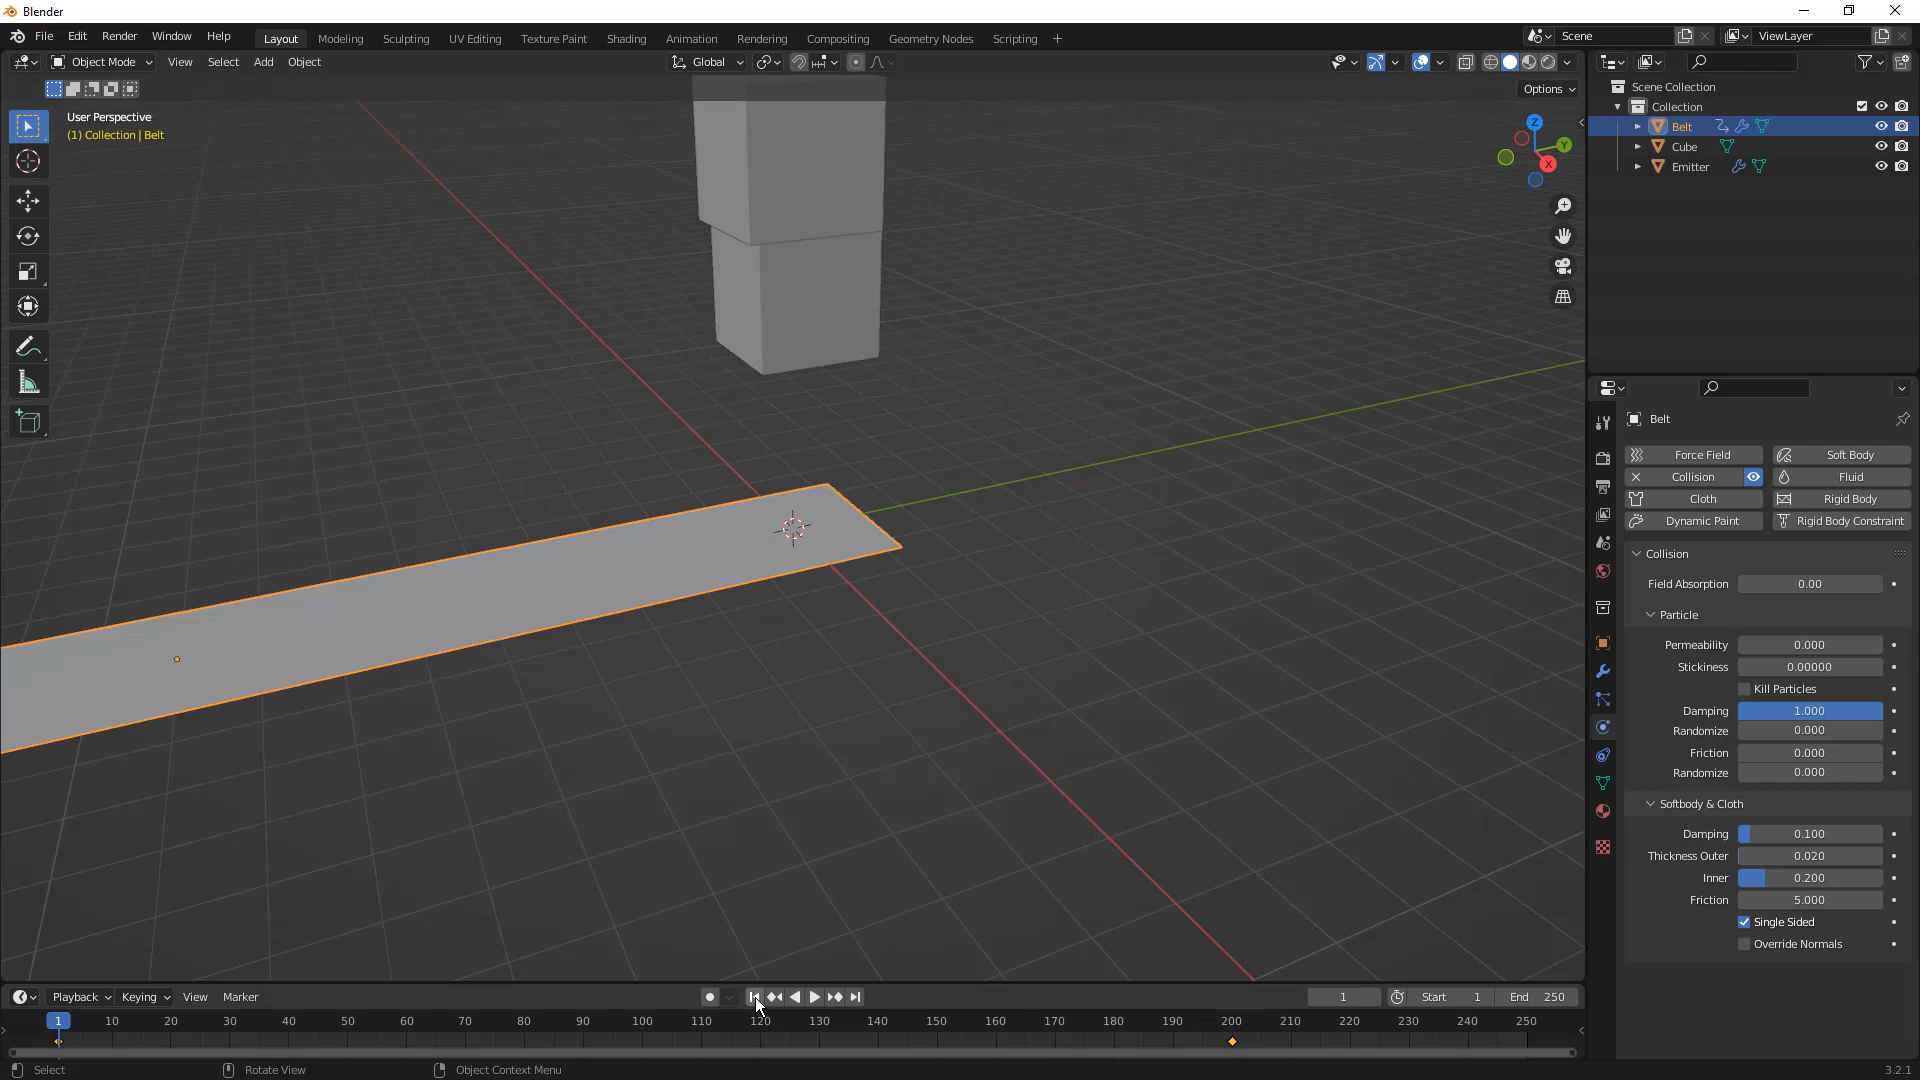 Blender
File Edit Render Window Help
Layout Modeling Sculpting UV Editing Texture Paint Shading Animation Rendering Compositing Geometry Nodes Scripting +
Scene
ViewLayer
Object Mode View Select Add Object
Global
Options
User Perspective
(1) Collection | Belt
Z
Y
X
Scene Collection
Collection
Belt
Cube
Emitter
Belt
Force Field Soft Body
Collision Fluid
Cloth Rigid Body
Dynamic Paint Rigid Body Constraint
Collision
Field Absorption 0.00
Particle
Permeability 0.000
Stickiness 0.00000
Kill Particles
Damping 1.000
Randomize 0.000
Friction 0.000
Randomize 0.000
Softbody & Cloth
Damping 0.100
Thickness Outer 0.020
Inner 0.200
Friction 5.000
Single Sided
Override Normals
Playback Keying View Marker
1 Start 1 End 250
1 10 20 30 40 50 60 70 80 90 100 110 120 130 140 150 160 170 180 190 200 210 220 230 240 250
Select Rotate View Object Context Menu
3.2.1